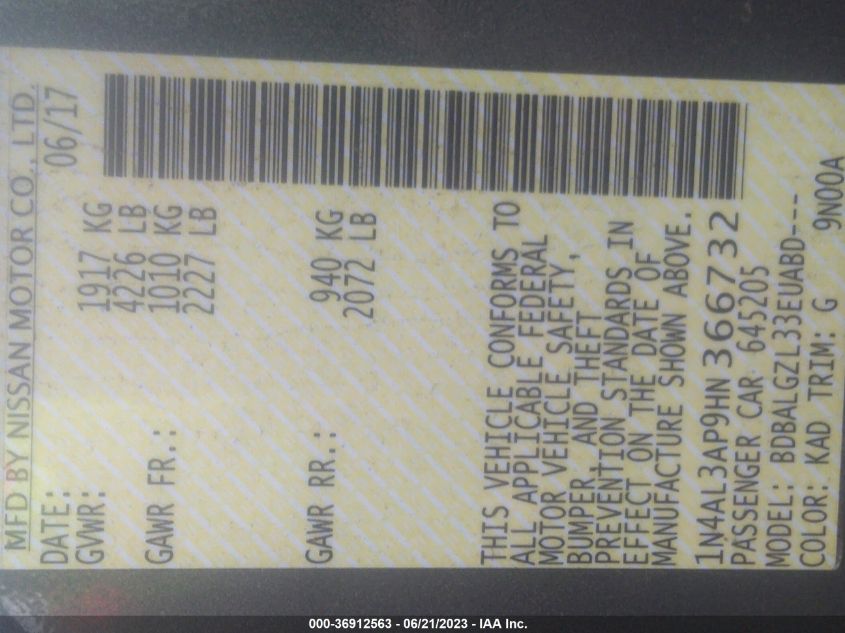 MFD BY NISSAN MOTOR CO., LTD.
DATE: 06/17
GVWR: 1917 KG
4226 LB
GAWR FR.: 1010 KG
2227 LB
GAWR RR.: 940 KG
2072 LB
THIS VEHICLE CONFORMS TO
ALL APPLICABLE FEDERAL
MOTOR VEHICLE SAFETY,
BUMPER, AND THEFT
PREVENTION STANDARDS IN
EFFECT ON THE DATE OF
MANUFACTURE SHOWN ABOVE.
1N4AL3AP9HN366732
PASSENGER CAR 645205
MODEL: BDBALGZL33EUABD---
COLOR: KAD TRIM: G 9N00A
000-36912563 - 06/21/2023 - IAA Inc.